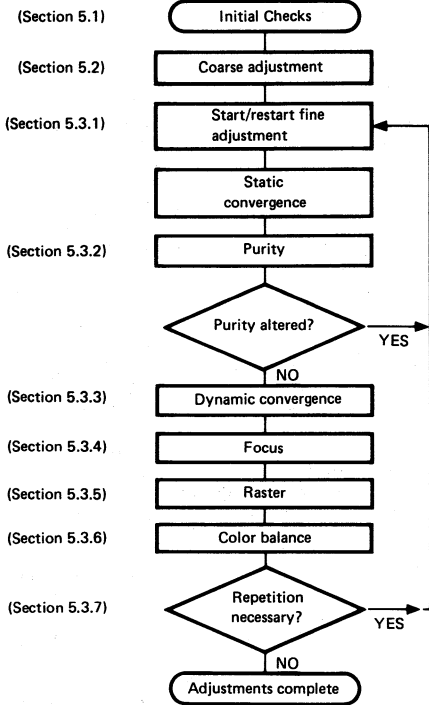 (Section 5.1) Initial Checks
(Section 5.2) Coarse adjustment
(Section 5.3.1) Start/restart fine
adjustment
Static
convergence
(Section 5.3.2) Purity
Purity altered?
YES
NO
(Section 5.3.3) Dynamic convergence
(Section 5.3.4) Focus
(Section 5.3.5) Raster
(Section 5.3.6) Color balance
(Section 5.3.7) Repetition
necessary?
YES
NO
Adjustments complete